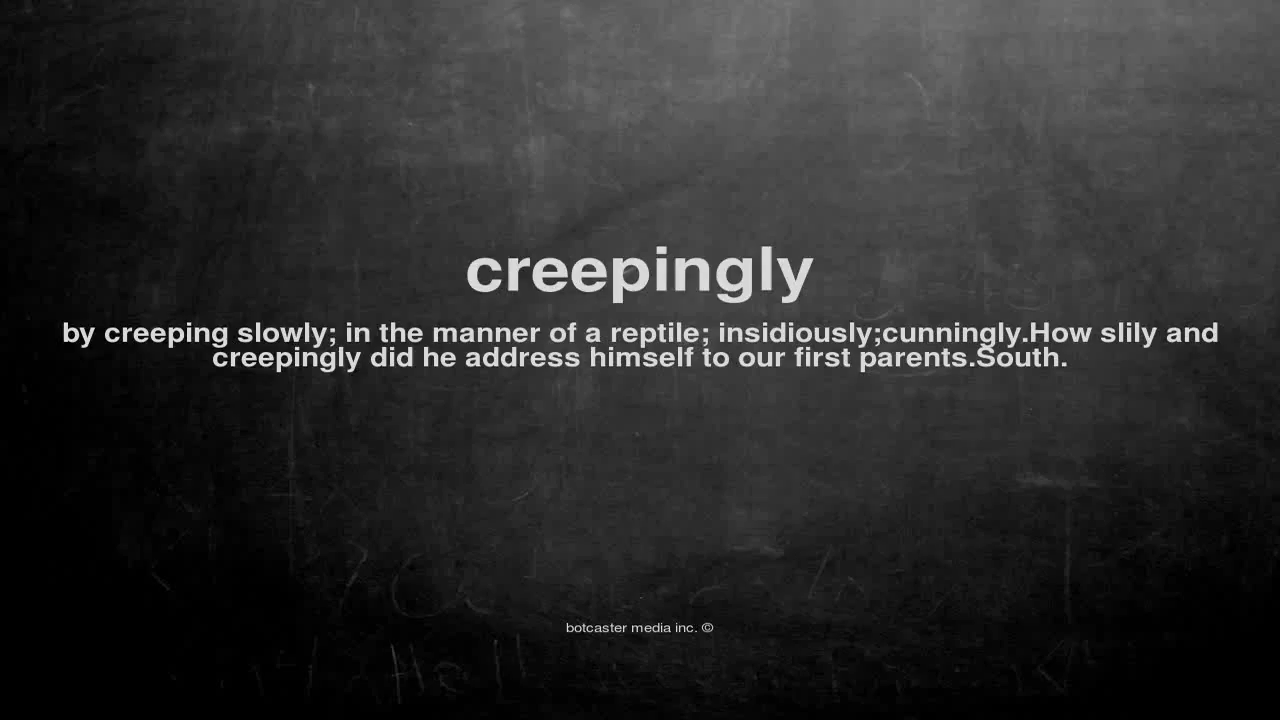 creepingly
by creeping slowly; in the manner of a reptile; insidiously;cunningly.How slily and
creepingly did he address himself to our first parents.South.
botcaster media inc. ©